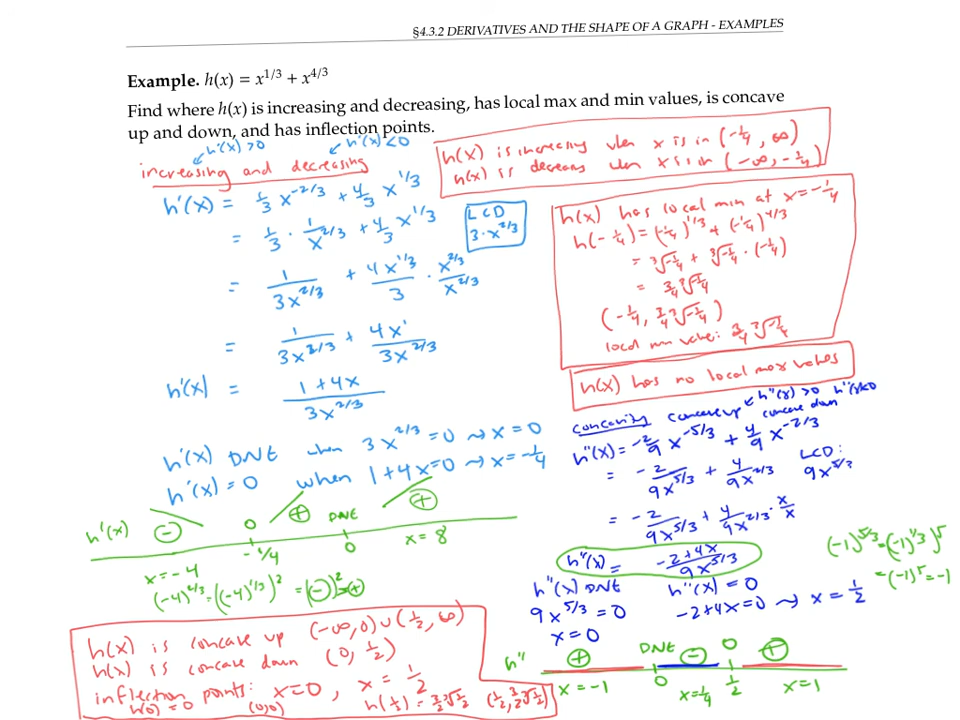 §4.3.2 DERIVATIVES AND THE SHAPE OF A GRAPH - EXAMPLES
Example. h(x) = x^{1/3} + x^{4/3}
Find where h(x) is increasing and decreasing, has local max and min values, is concave
up and down, and has inflection points.
h'(x) > 0
h'(x) < 0
increasing and decreasing
h'(x) = 1/3 x^{-2/3} + 4/3 x^{1/3}
= 1/3 · 1/x^{2/3} + 4/3 x^{1/3}
LCD
3·x^{2/3}
= 1/(3x^{2/3}) + 4x^{1/3}/3 · x^{2/3}/x^{2/3}
= 1/(3x^{2/3}) + 4x^1/(3x^{2/3})
h'(x) = (1+4x)/(3x^{2/3})
h'(x) DNE when 3x^{2/3} = 0 ⤳ x = 0
h'(x) = 0 when 1+4x=0 ⤳ x = -1/4
h'(x) - 0 + DNE +
-1/4 0 x = 8
x = -4
(-4)^{2/3} = ((-4)^{1/3})^2 = (-)^2 = +
h(x) is increasing when x is in (-1/4, ∞)
h(x) is decreas when x is in (-∞, -1/4)
h(x) has local min at x = -1/4
h(-1/4) = (-1/4)^{1/3} + (-1/4)^{4/3}
= ∛-1/4 + ∛-1/4 · (-1/4)
= 3/4 ∛-1/4
(-1/4, 3/4 ∛-1/4)
local min value: 3/4 ∛-1/4
h(x) has no local max values
h''(x) > 0 h''(x) < 0
concavity concave up concave down
h''(x) = -2/9 x^{-5/3} + 4/9 x^{-2/3}
= -2/(9x^{5/3}) + 4/(9x^{2/3})
LCD:
9x^{5/3}
= -2/(9x^{5/3}) + 4/(9x^{2/3}) · x/x
h''(x) = (-2+4x)/(9x^{5/3})
(-1)^{5/3} = ((-1)^{1/3})^5
= (-1)^5 = -1
h''(x) DNE h''(x) = 0
9x^{5/3} = 0 -2+4x=0 ⤳ x = 1/2
x = 0
h'' + DNE - 0 +
x = -1 0 x=1/4 1/2 x=1
h(x) is concave up (-∞,0) ∪ (1/2, ∞)
h(x) is concave down (0, 1/2)
inflection points: x=0, x = 1/2
h(0) = 0 (0,0) h(1/2) = 3/2 ∛1/2 (1/2, 3/2 ∛1/2)